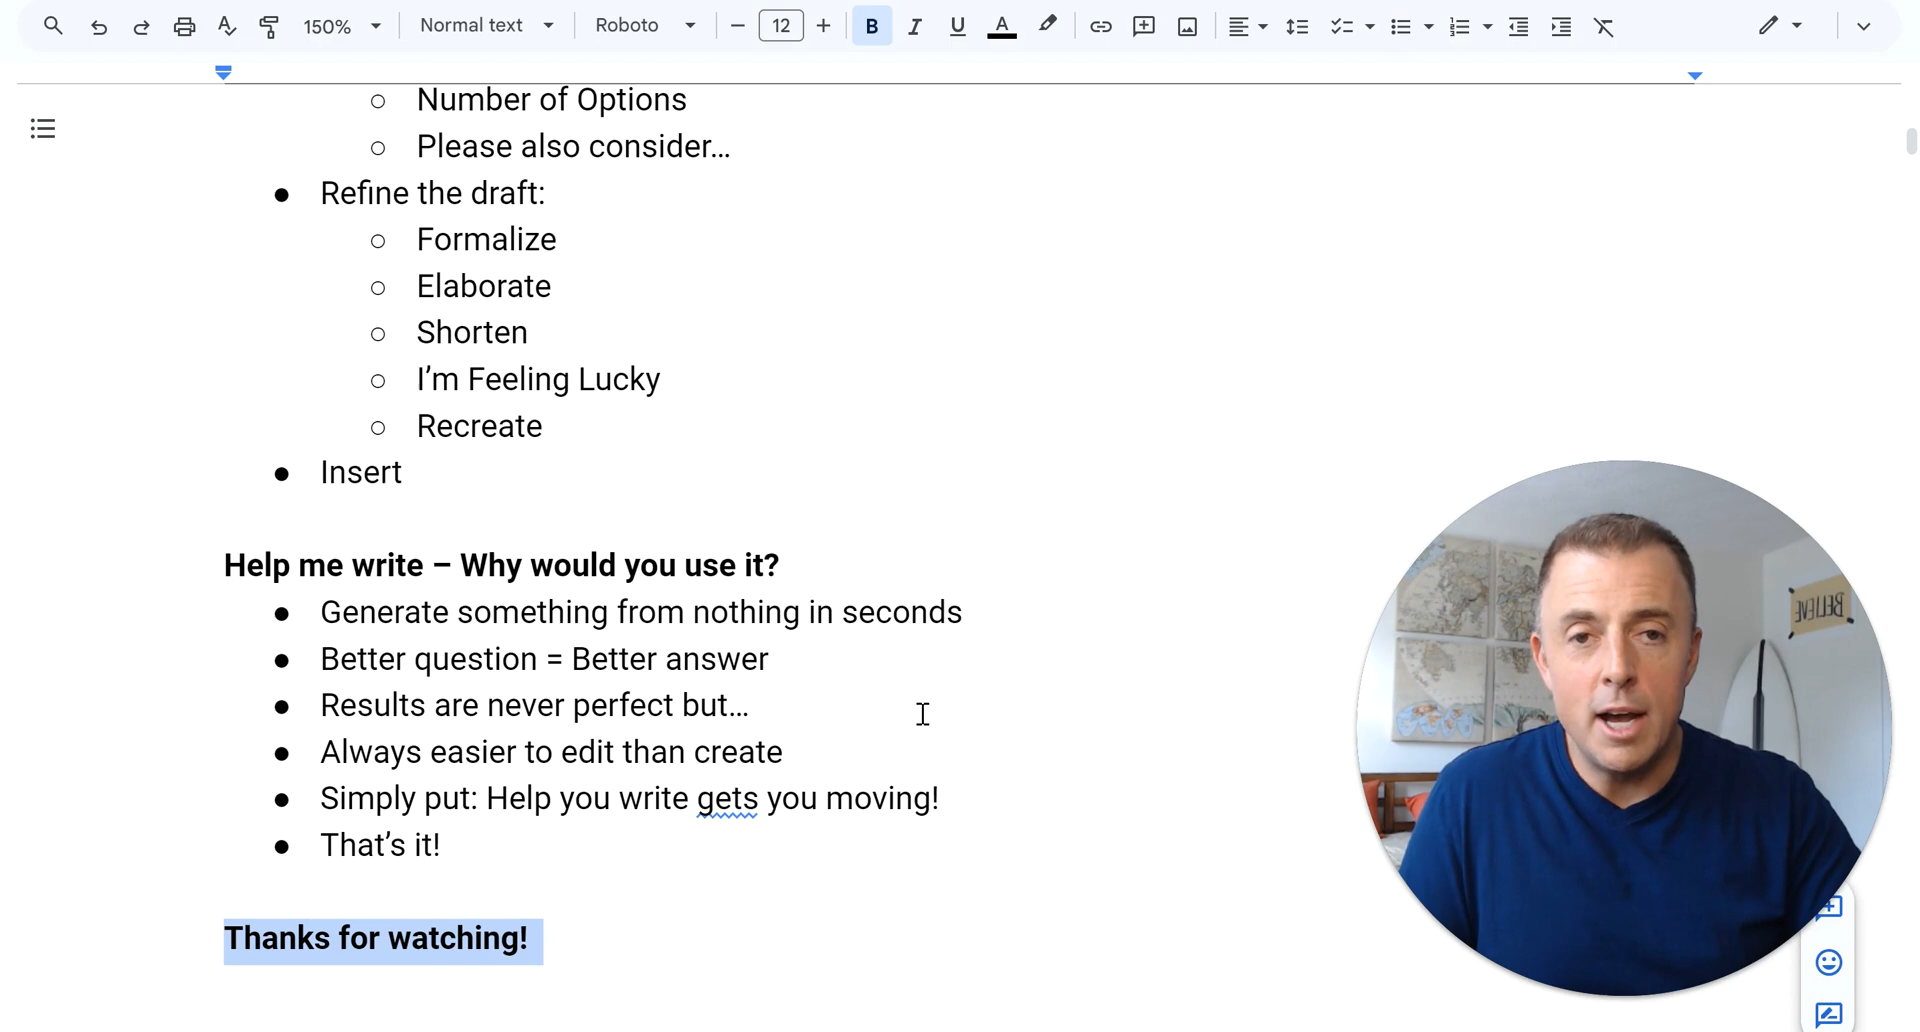 150%
Normal text
Roboto
12
B
I
U
A
Number of Options
Please also consider…
Refine the draft:
Formalize
Elaborate
Shorten
I’m Feeling Lucky
Recreate
Insert
Help me write – Why would you use it?
Generate something from nothing in seconds
Better question = Better answer
Results are never perfect but…
Always easier to edit than create
Simply put: Help you write gets you moving!
That’s it!
Thanks for watching!
BELIEVE